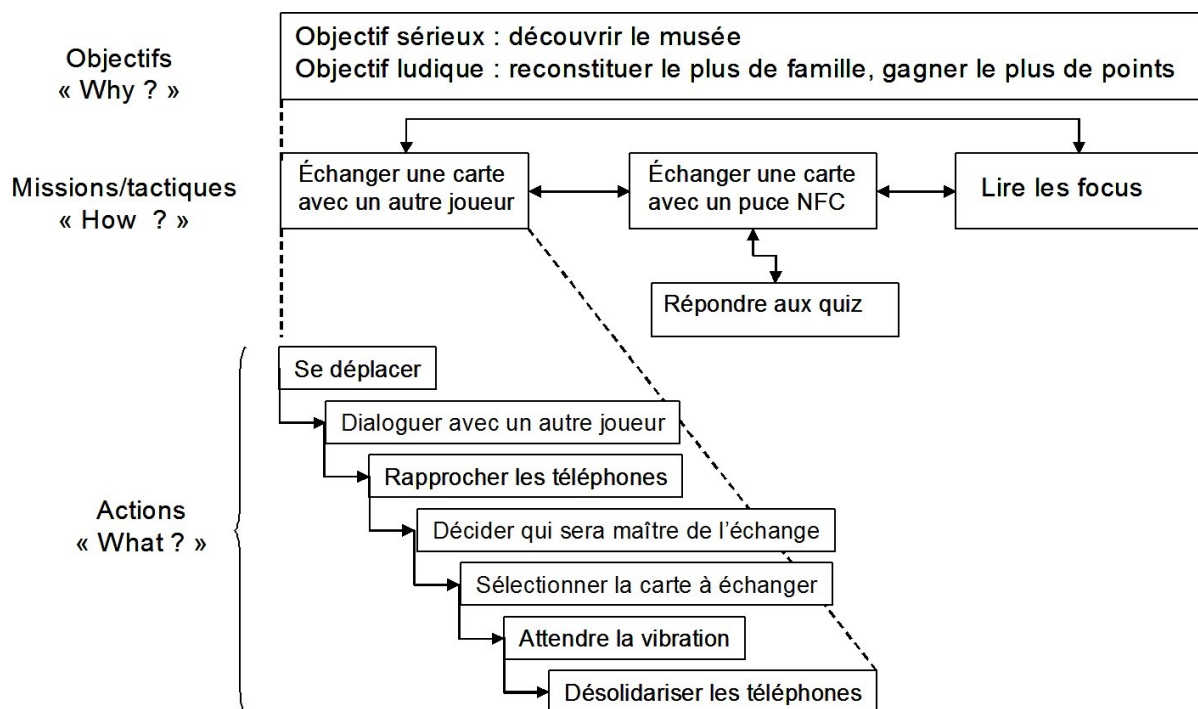 Objectifs
« Why ? »
Objectif sérieux : découvrir le musée
Objectif ludique : reconstituer le plus de famille, gagner le plus de points
Missions/tactiques
« How ? »
Échanger une carte
avec un autre joueur
Échanger une carte
avec un puce NFC
Lire les focus
Répondre aux quiz
Actions
« What ? »
Se déplacer
Dialoguer avec un autre joueur
Rapprocher les téléphones
Décider qui sera maître de l’échange
Sélectionner la carte à échanger
Attendre la vibration
Désolidariser les téléphones